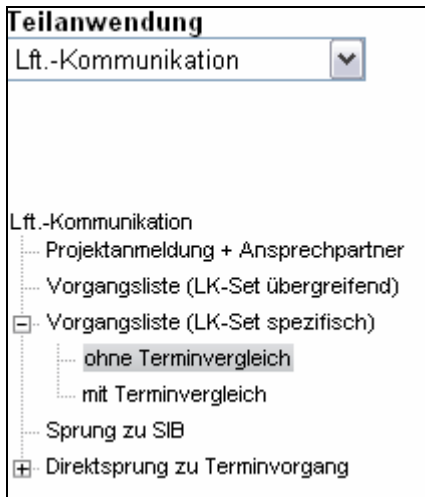 Teilanwendung
Lft.-Kommunikation
Lft.-Kommunikation
Projektanmeldung + Ansprechpartner
Vorgangsliste (LK-Set übergreifend)
Vorgangsliste (LK-Set spezifisch)
ohne Terminvergleich
mit Terminvergleich
Sprung zu SIB
Direktsprung zu Terminvorgang